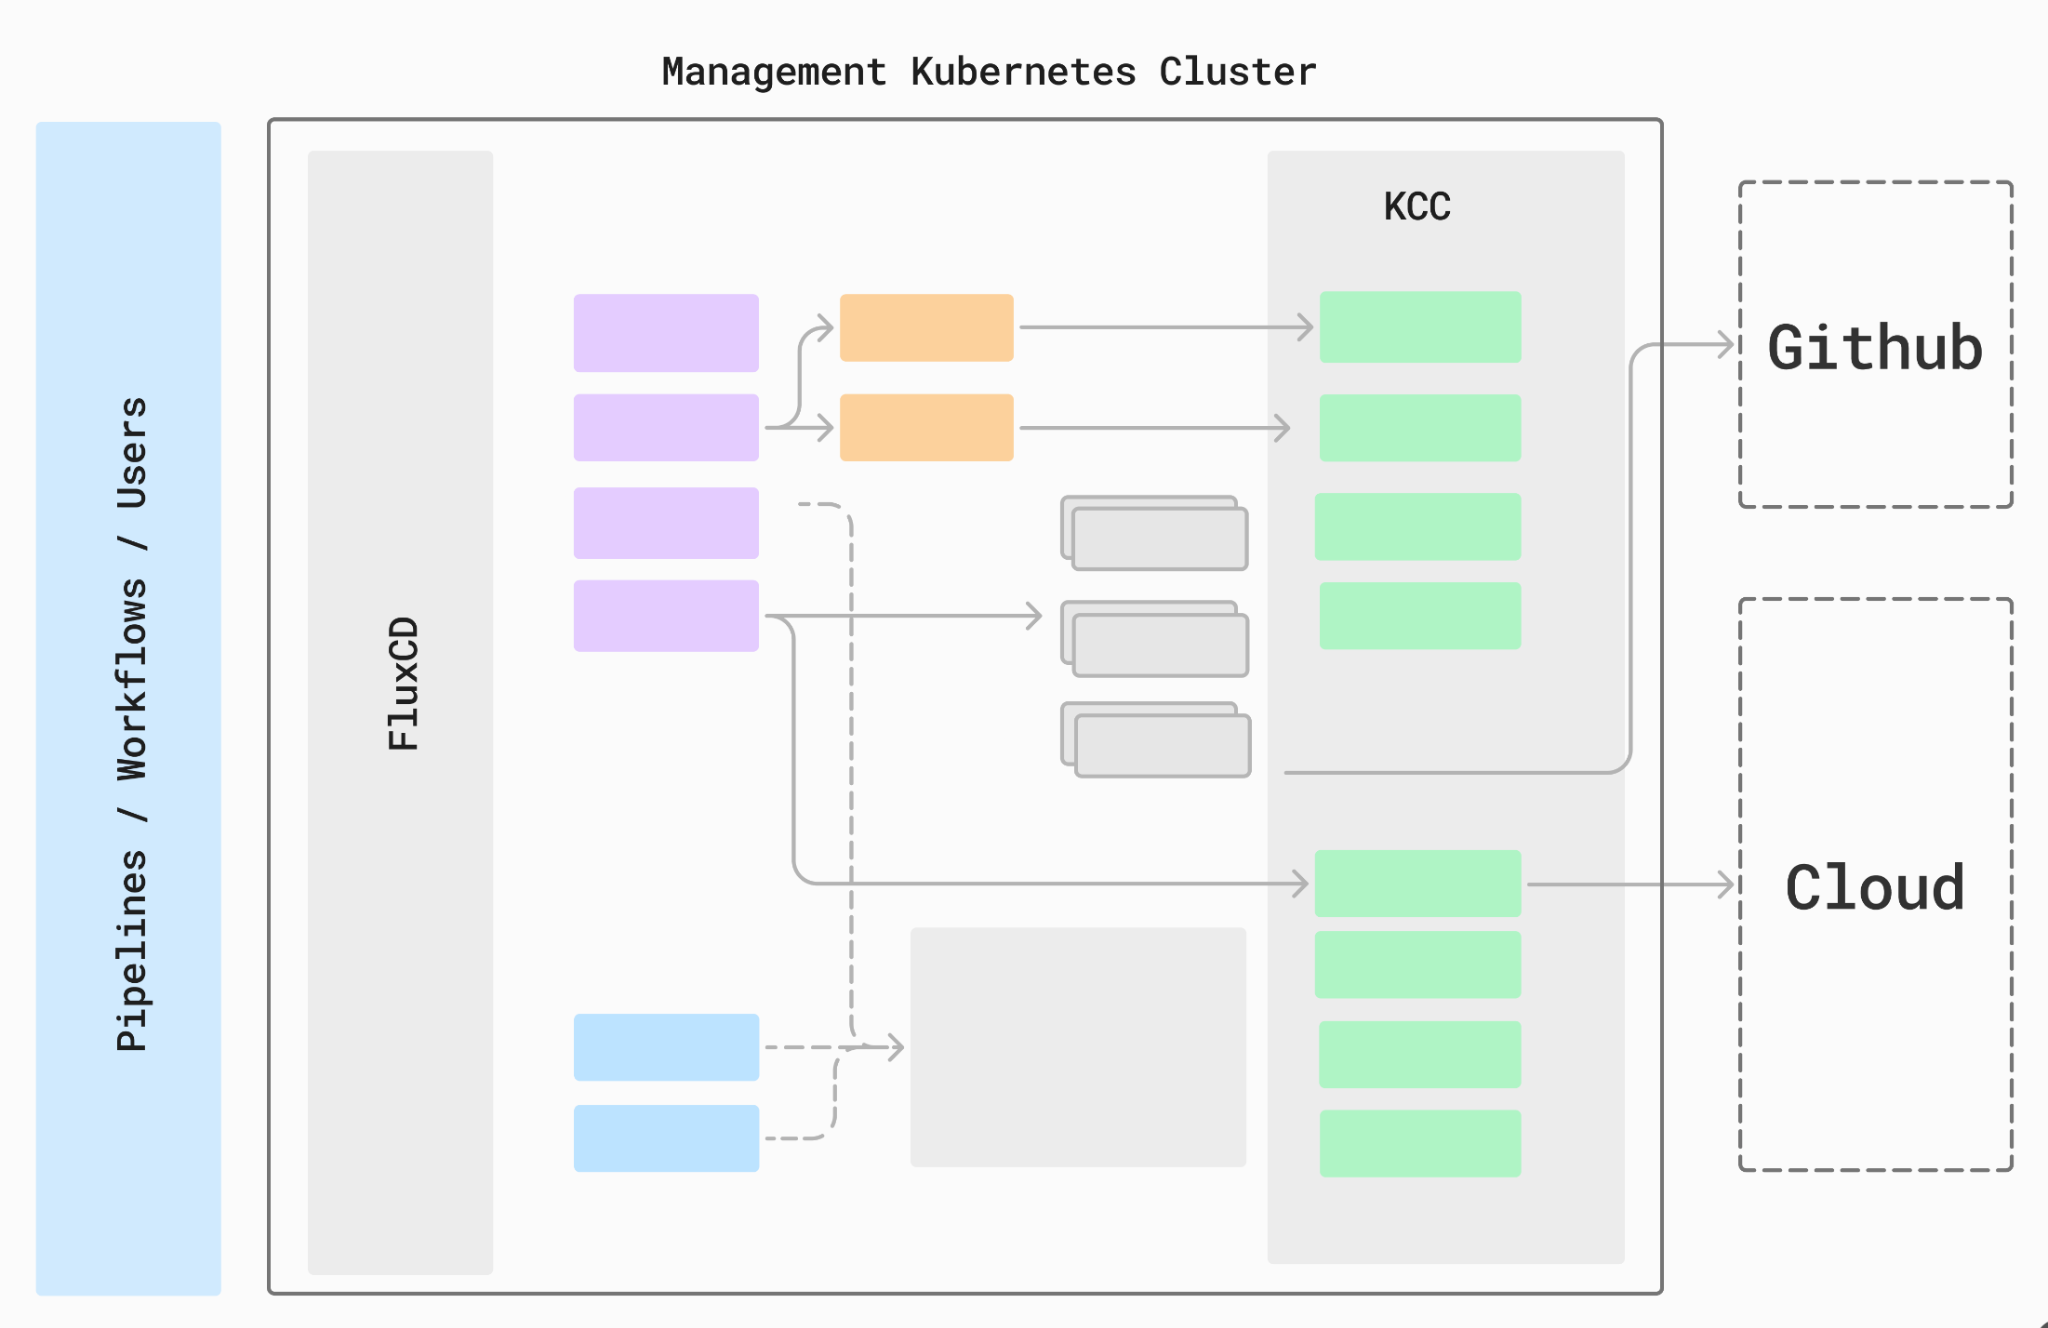 Management Kubernetes Cluster
Pipelines / Workflows / Users
FluxCD
KCC
Github
Cloud